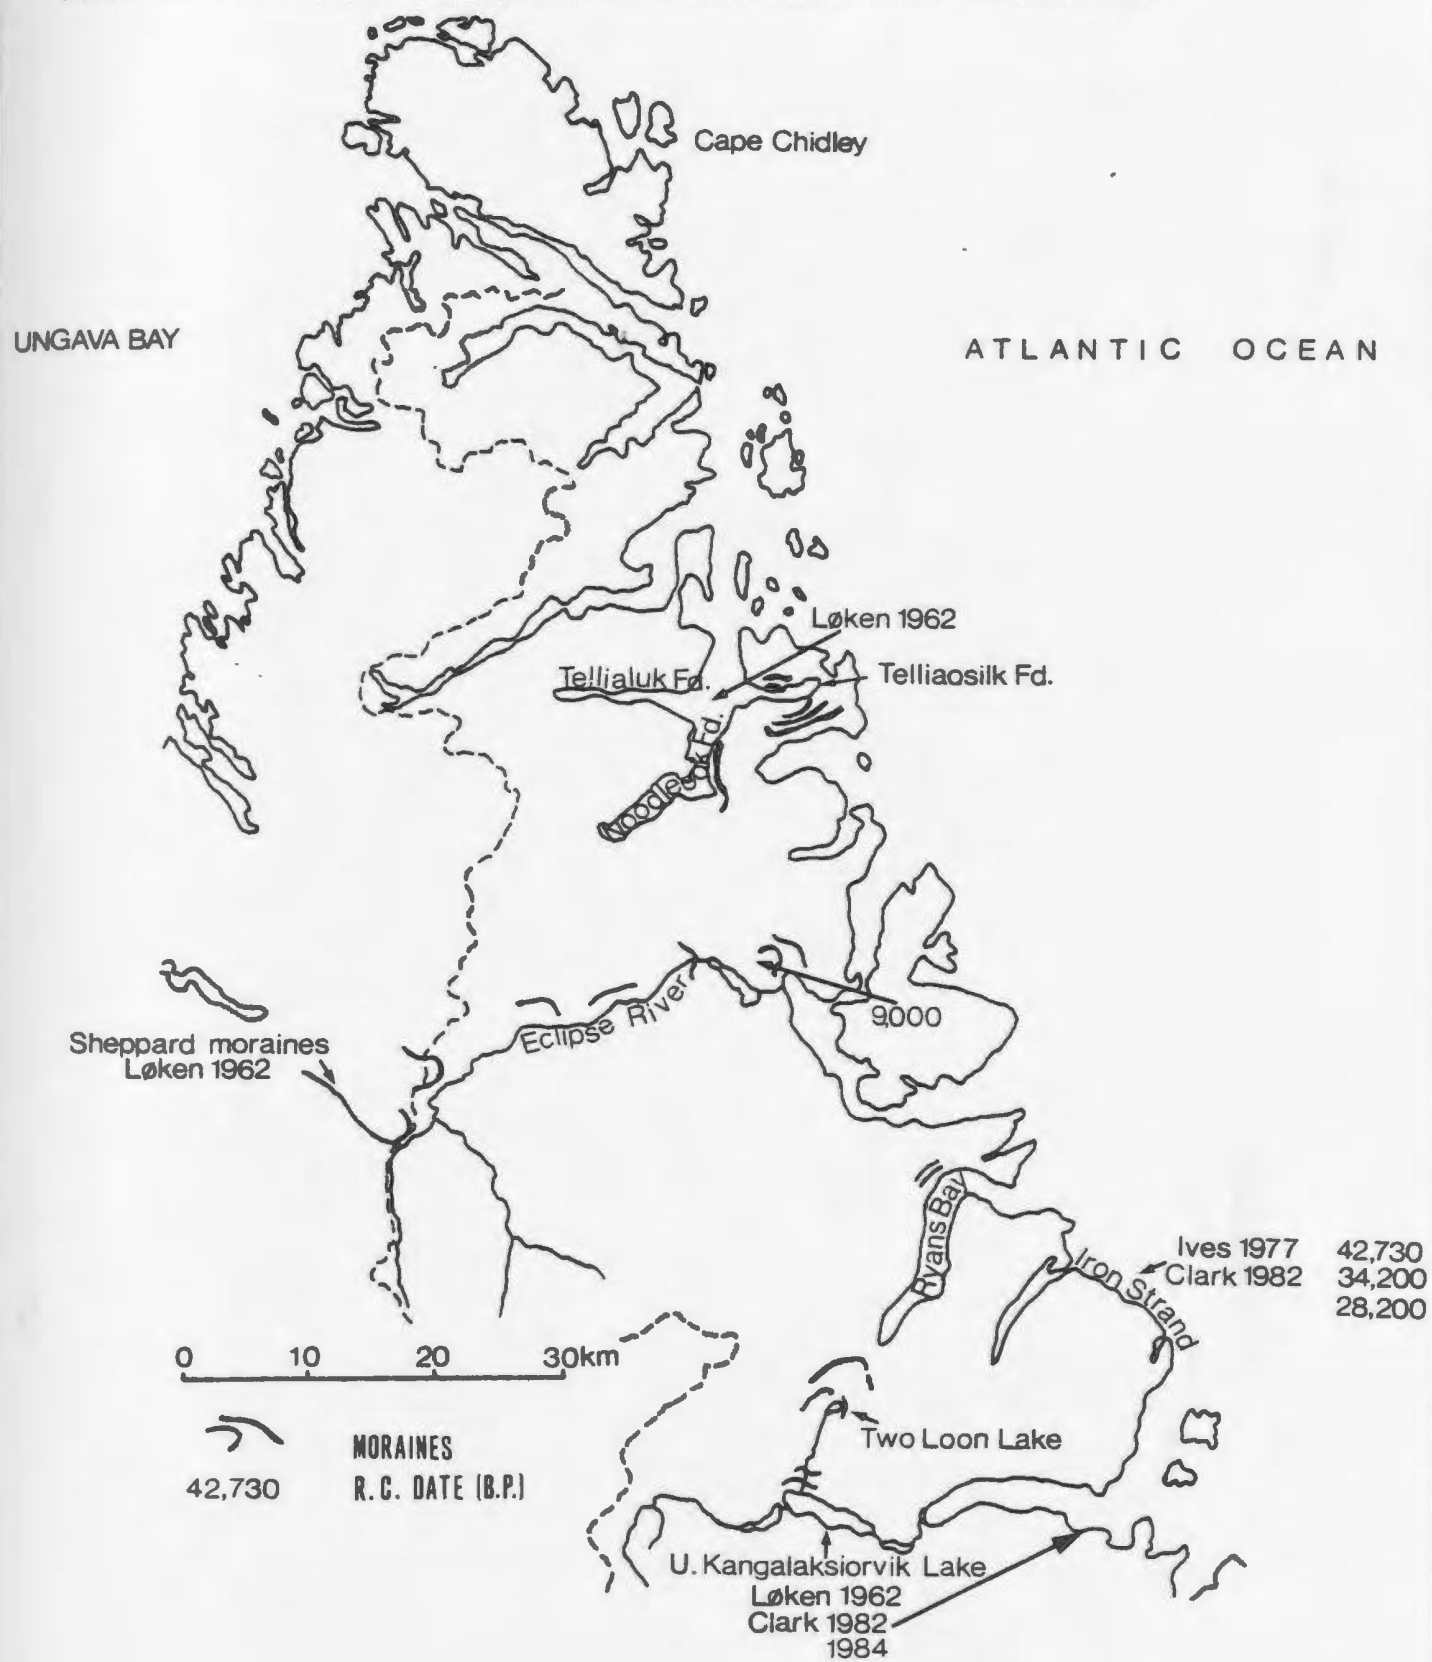 Cape Chidley
UNGAVA BAY
ATLANTIC OCEAN
Løken 1962
Tellialuk Fd.
Telliaosilk Fd.
Noodleook Fd.
9,000
Eclipse River
Sheppard moraines
Løken 1962
Ryans Bay
Iron Strand
Ives 1977 42,730
Clark 1982 34,200
28,200
0 10 20 30km
MORAINES
42,730 R.C. DATE (B.P.)
Two Loon Lake
U. Kangalaksiorvik Lake
Løken 1962
Clark 1982
1984